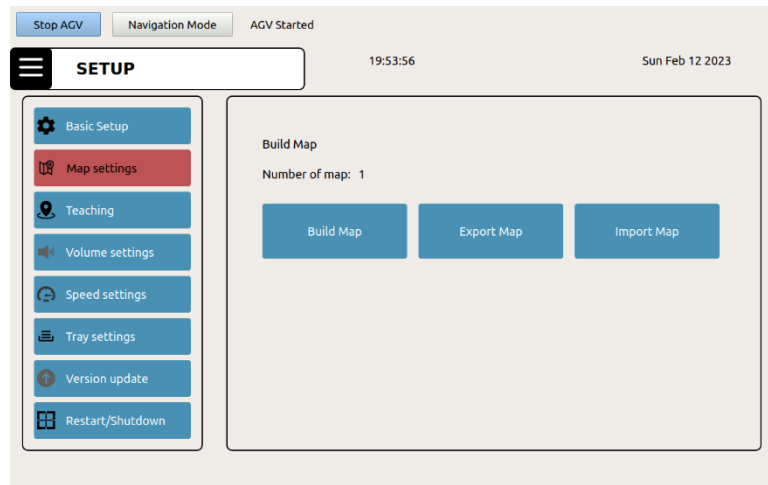 Stop AGV
Navigation Mode
AGV Started
SETUP
19:53:56
Sun Feb 12 2023
Basic Setup
Map settings
Teaching
Volume settings
Speed settings
Tray settings
Version update
Restart/Shutdown
Build Map
Number of map: 1
Build Map
Export Map
Import Map